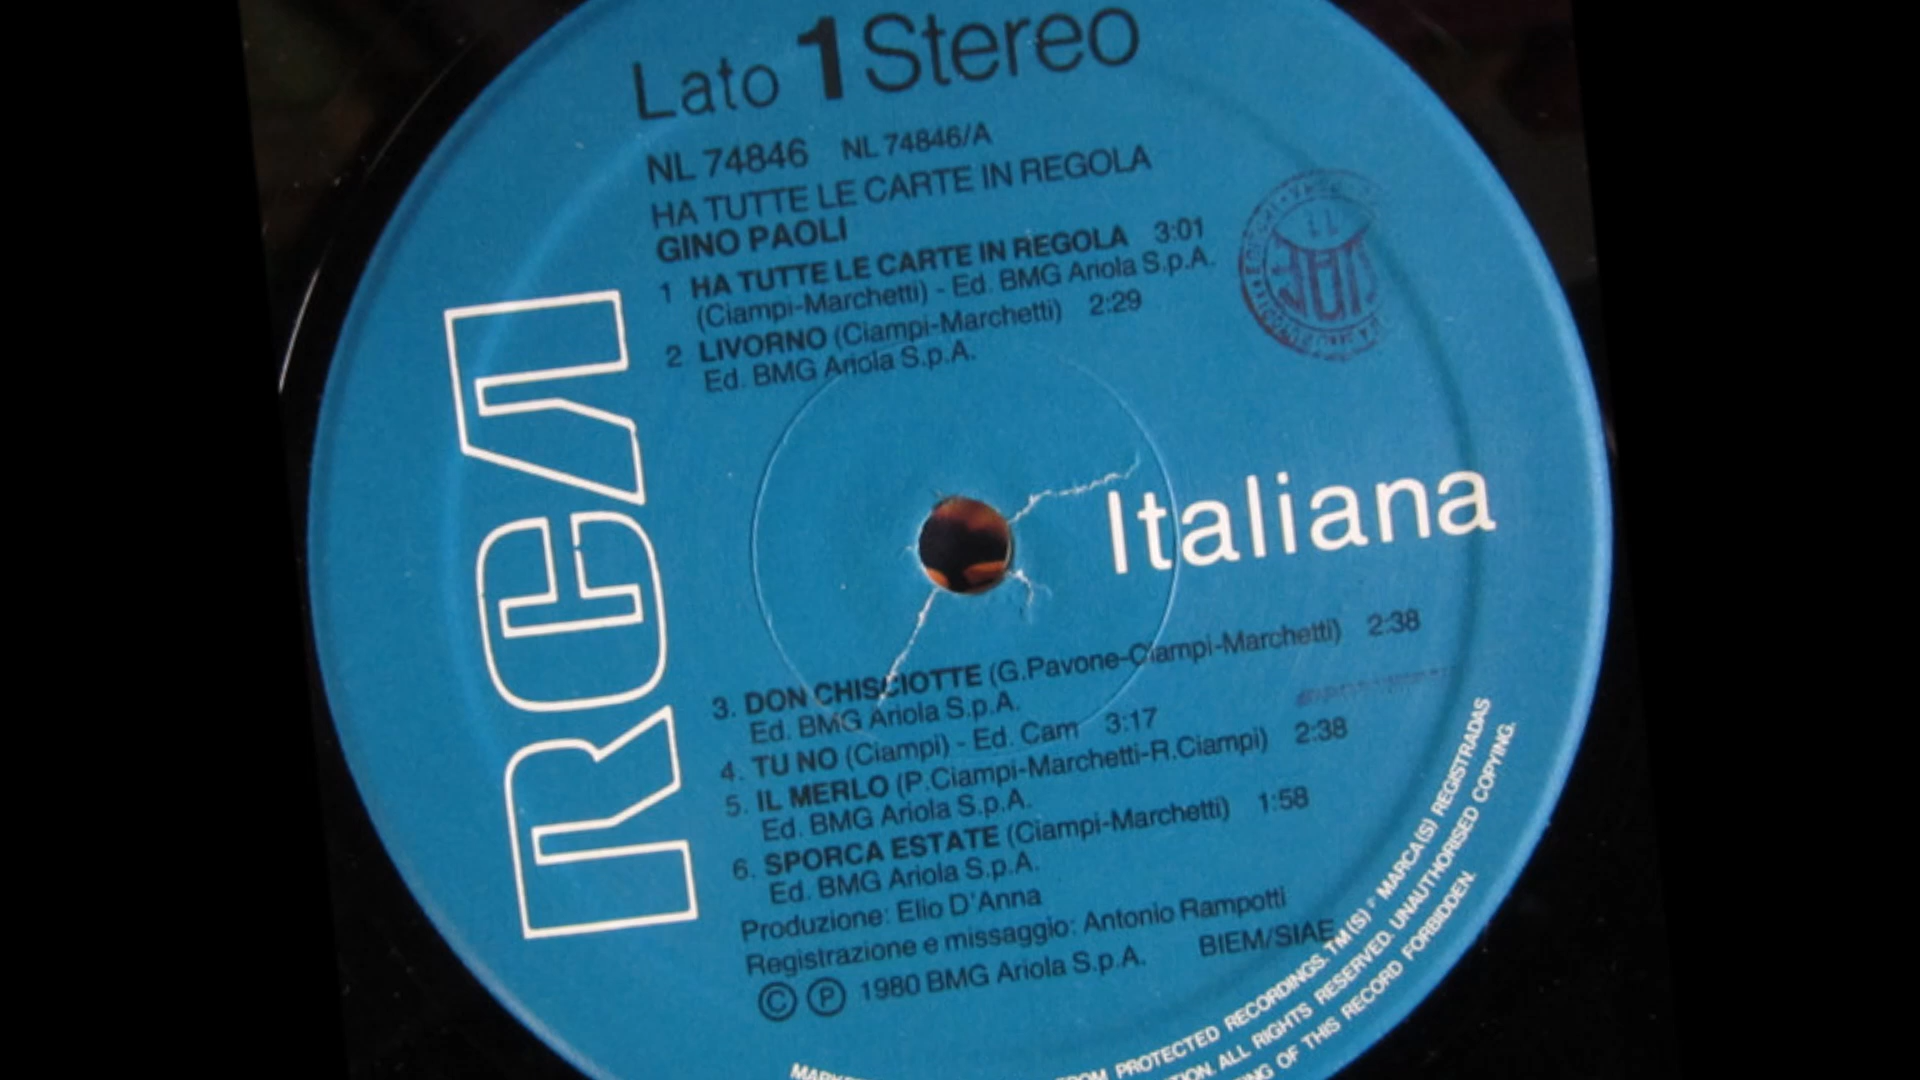 Lato 1 Stereo
NL 74846 NL 74846/A
HA TUTTE LE CARTE IN REGOLA
GINO PAOLI
1 HA TUTTE LE CARTE IN REGOLA 3:01
(Ciampi-Marchetti) - Ed. BMG Ariola S.p.A.
2 LIVORNO (Ciampi-Marchetti) 2:29
Ed. BMG Ariola S.p.A.
RCA
Italiana
3. DON CHISCIOTTE (G.Pavone-Ciampi-Marchetti) 2:38
Ed. BMG Ariola S.p.A.
4. TU NO (Ciampi) - Ed. Cam 3:17
5. IL MERLO (P.Ciampi-Marchetti-R.Ciampi) 2:38
Ed. BMG Ariola S.p.A.
6. SPORCA ESTATE (Ciampi-Marchetti) 1:58
Ed. BMG Ariola S.p.A.
Produzione: Elio D'Anna
Registrazione e missaggio: Antonio Rampotti
© ℗ 1980 BMG Ariola S.p.A. BIEM/SIAE
PROTECTED RECORDINGS. TM(S) ® MARCA(S) REGISTRADAS
ALL RIGHTS RESERVED. UNAUTHORISED COPYING.
OF THIS RECORD FORBIDDEN.